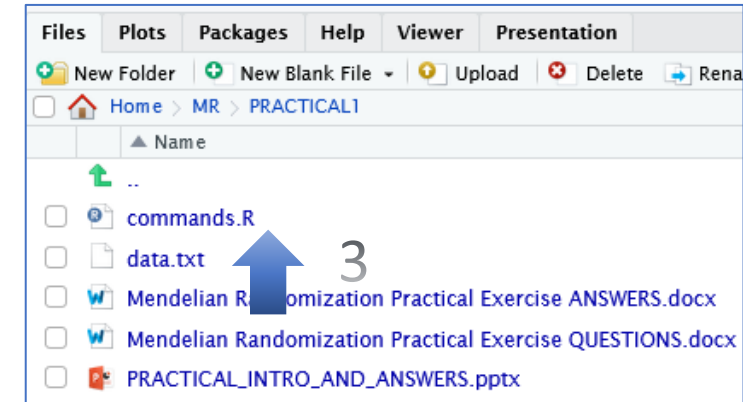 Files Plots Packages Help Viewer Presentation
New Folder New Blank File Upload Delete Rena
Home > MR > PRACTICAL1
Name
..
commands.R
data.txt
3
Mendelian R omization Practical Exercise ANSWERS.docx
Mendelian Randomization Practical Exercise QUESTIONS.docx
PRACTICAL_INTRO_AND_ANSWERS.pptx